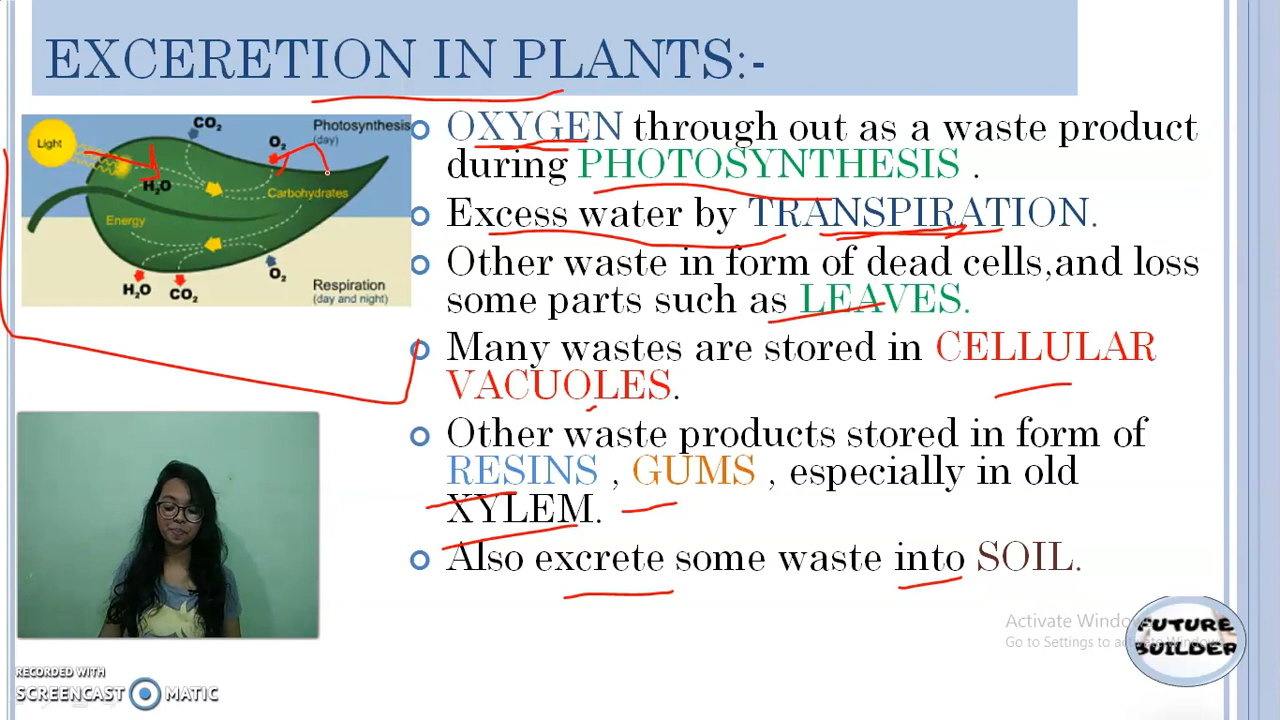 EXCERETION IN PLANTS:-
Light
CO2
O2
Photosynthesis
(day)
H2O
Carbohydrates
Energy
O2
H2O
CO2
Respiration
(day and night)
OXYGEN through out as a waste product
during PHOTOSYNTHESIS .
Excess water by TRANSPIRATION.
Other waste in form of dead cells,and loss
some parts such as LEAVES.
Many wastes are stored in CELLULAR
VACUOLES.
Other waste products stored in form of
RESINS , GUMS , especially in old
XYLEM.
Also excrete some waste into SOIL.
Activate Windows
Go to Settings to activate Windows.
FUTURE
BUILDER
RECORDED WITH
SCREENCAST MATIC